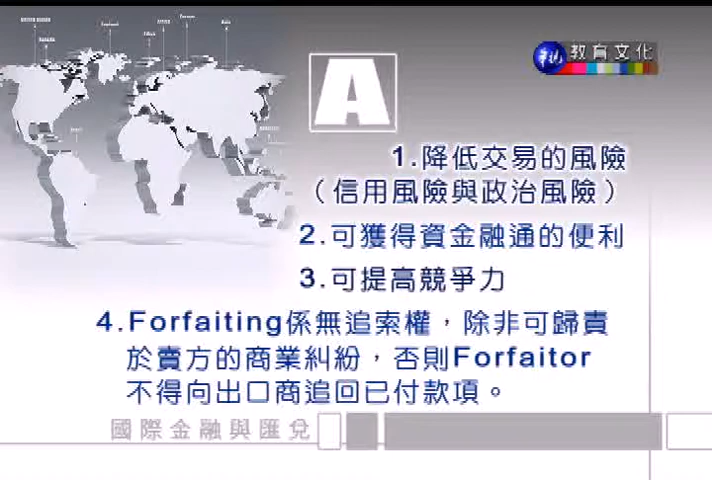 華視
教育文化
A
1.降低交易的風險
（信用風險與政治風險）
2.可獲得資金融通的便利
3.可提高競爭力
4.Forfaiting係無追索權，除非可歸責
於賣方的商業糾紛，否則Forfaitor
不得向出口商追回已付款項。
國際金融與匯兌